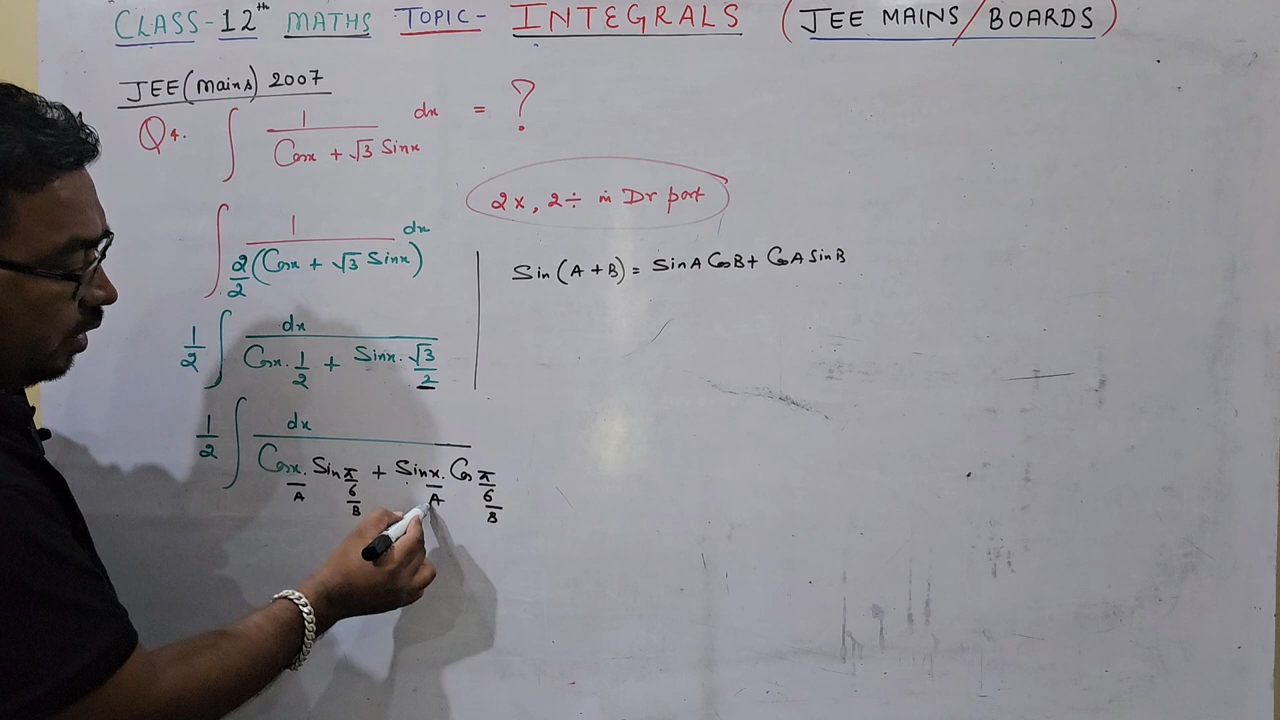 CLASS-12th MATHS TOPIC- INTEGRALS (JEE MAINS/BOARDS)
JEE(Mains) 2007
Q4. ∫ 1/(Cosx + √3 Sinx) dx = ?
2×, 2÷ in Dr part
∫ 1/(2/2 (Cosx + √3 Sinx)) dx
Sin(A+B) = SinA CosB + CosA SinB
1/2 ∫ dx/(Cosx. 1/2 + Sinx. √3/2)
1/2 ∫ dx/(Cosx. Sin π/6 + Sinx. Cos π/6)
A B A B